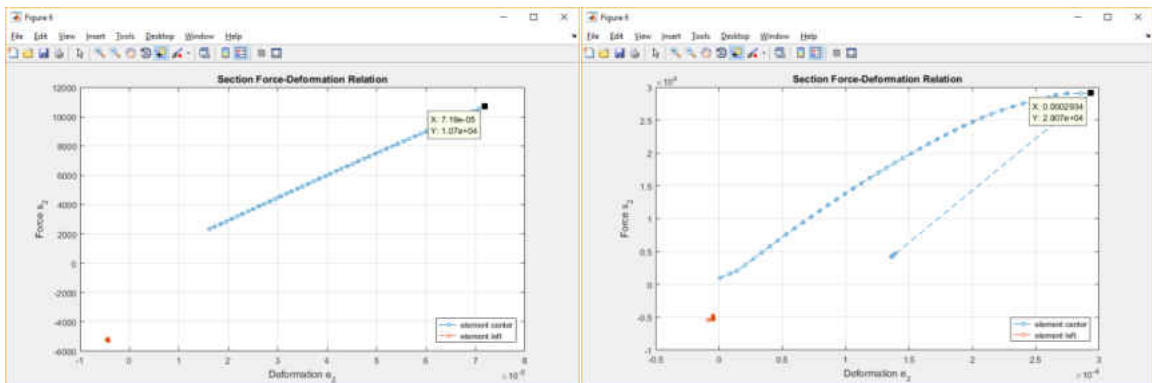 Figure 6
File Edit View Insert Tools Desktop Window Help
Section Force-Deformation Relation
12000
10000
8000
6000
4000
2000
0
-2000
-4000
-6000
Force s2
X: 7.19e-05
Y: 1.07e+04
element center
element left
-1 0 1 2 3 4 5 6 7 8
Deformation e2
Figure 6
File Edit View Insert Tools Desktop Window Help
Section Force-Deformation Relation
3
2.5
2
1.5
1
0.5
0
-0.5
-1
Force s2
X: 0.0002934
Y: 2.907e+04
element center
element left
-0.5 0 0.5 1 1.5 2 2.5 3
Deformation e2